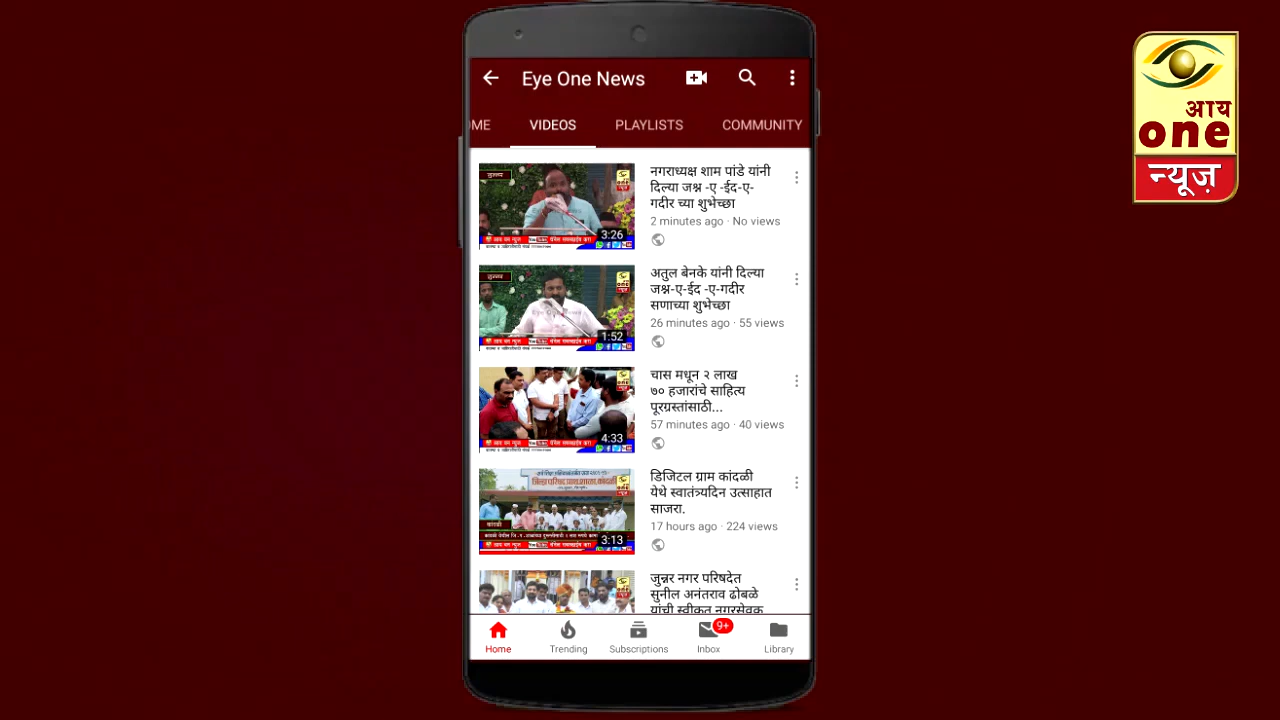 Eye One News
OME
VIDEOS
PLAYLISTS
COMMUNITY
आय
one
न्यूज़
नगराध्यक्ष शाम पांडे यांनी
दिल्या जश्न -ए -ईद-ए-
गदीर च्या शुभेच्छा
2 minutes ago · No views
3:26
अतुल बेनके यांनी दिल्या
जश्न-ए-ईद -ए-गदीर
सणाच्या शुभेच्छा
26 minutes ago · 55 views
1:52
चास मधून २ लाख
७० हजारांचे साहित्य
पूरग्रस्तांसाठी...
57 minutes ago · 40 views
4:33
डिजिटल ग्राम कांदळी
येथे स्वातंत्र्यदिन उत्साहात
साजरा.
17 hours ago · 224 views
3:13
जुन्नर नगर परिषदेत
सुनील अनंतराव ढोबळे
यांची स्वीकृत नगरसेवक
9+
Home
Trending
Subscriptions
Inbox
Library